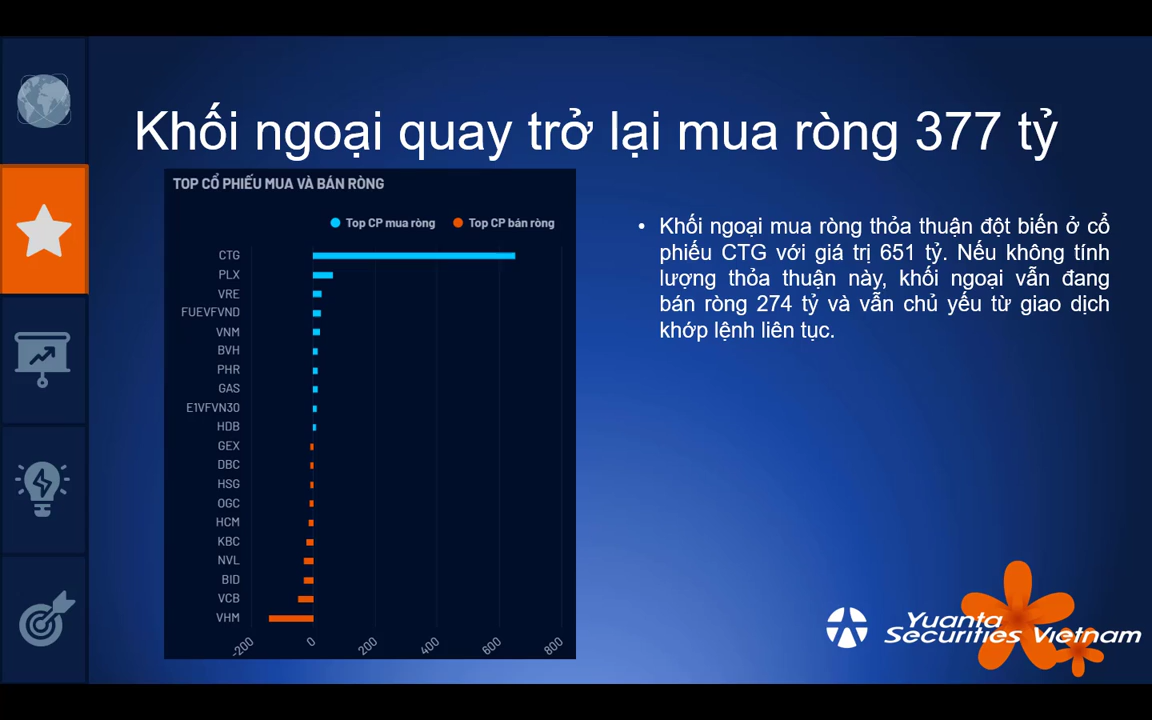 Khối ngoại quay trở lại mua ròng 377 tỷ
TOP CỔ PHIẾU MUA VÀ BÁN RÒNG
Top CP mua ròng
Top CP bán ròng
CTG
PLX
VRE
FUEVFVND
VNM
BVH
PHR
GAS
E1VFVN30
HDB
GEX
DBC
HSG
OGC
HCM
KBC
NVL
BID
VCB
VHM
-200
0
200
400
600
800
• Khối ngoại mua ròng thỏa thuận đột biến ở cổ
phiếu CTG với giá trị 651 tỷ. Nếu không tính
lượng thỏa thuận này, khối ngoại vẫn đang
bán ròng 274 tỷ và vẫn chủ yếu từ giao dịch
khớp lệnh liên tục.
Yuanta
Securities Vietnam